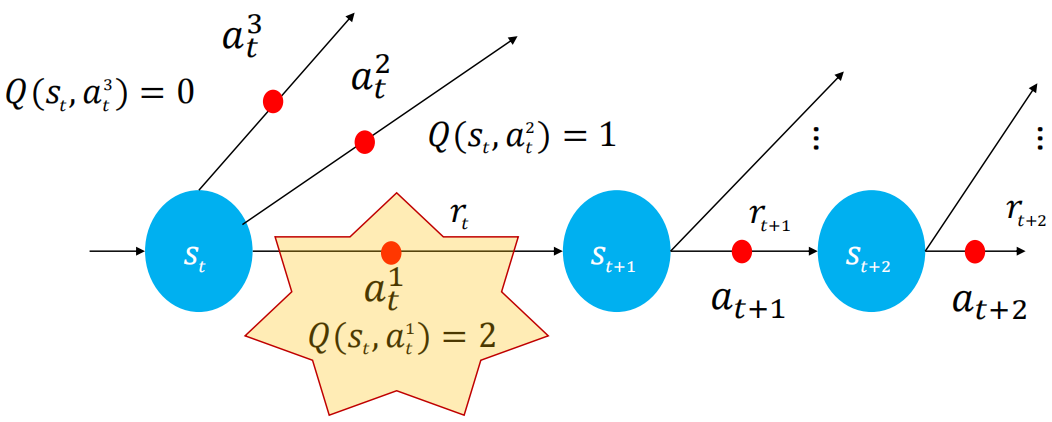 a_t^3
a_t^2
Q(s_t, a_t^3) = 0
Q(s_t, a_t^2) = 1
⋮
⋮
r_t
r_{t+1}
r_{t+2}
s_t
s_{t+1}
s_{t+2}
a_t^1
a_{t+1}
a_{t+2}
Q(s_t, a_t^1) = 2